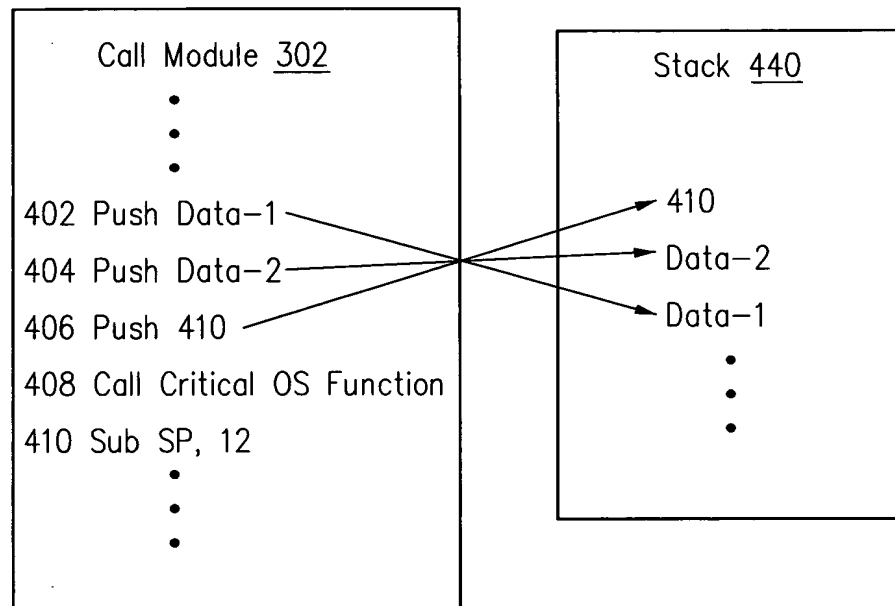 Call Module 302
402 Push Data-1
404 Push Data-2
406 Push 410
408 Call Critical OS Function
410 Sub SP, 12
Stack 440
410
Data-2
Data-1